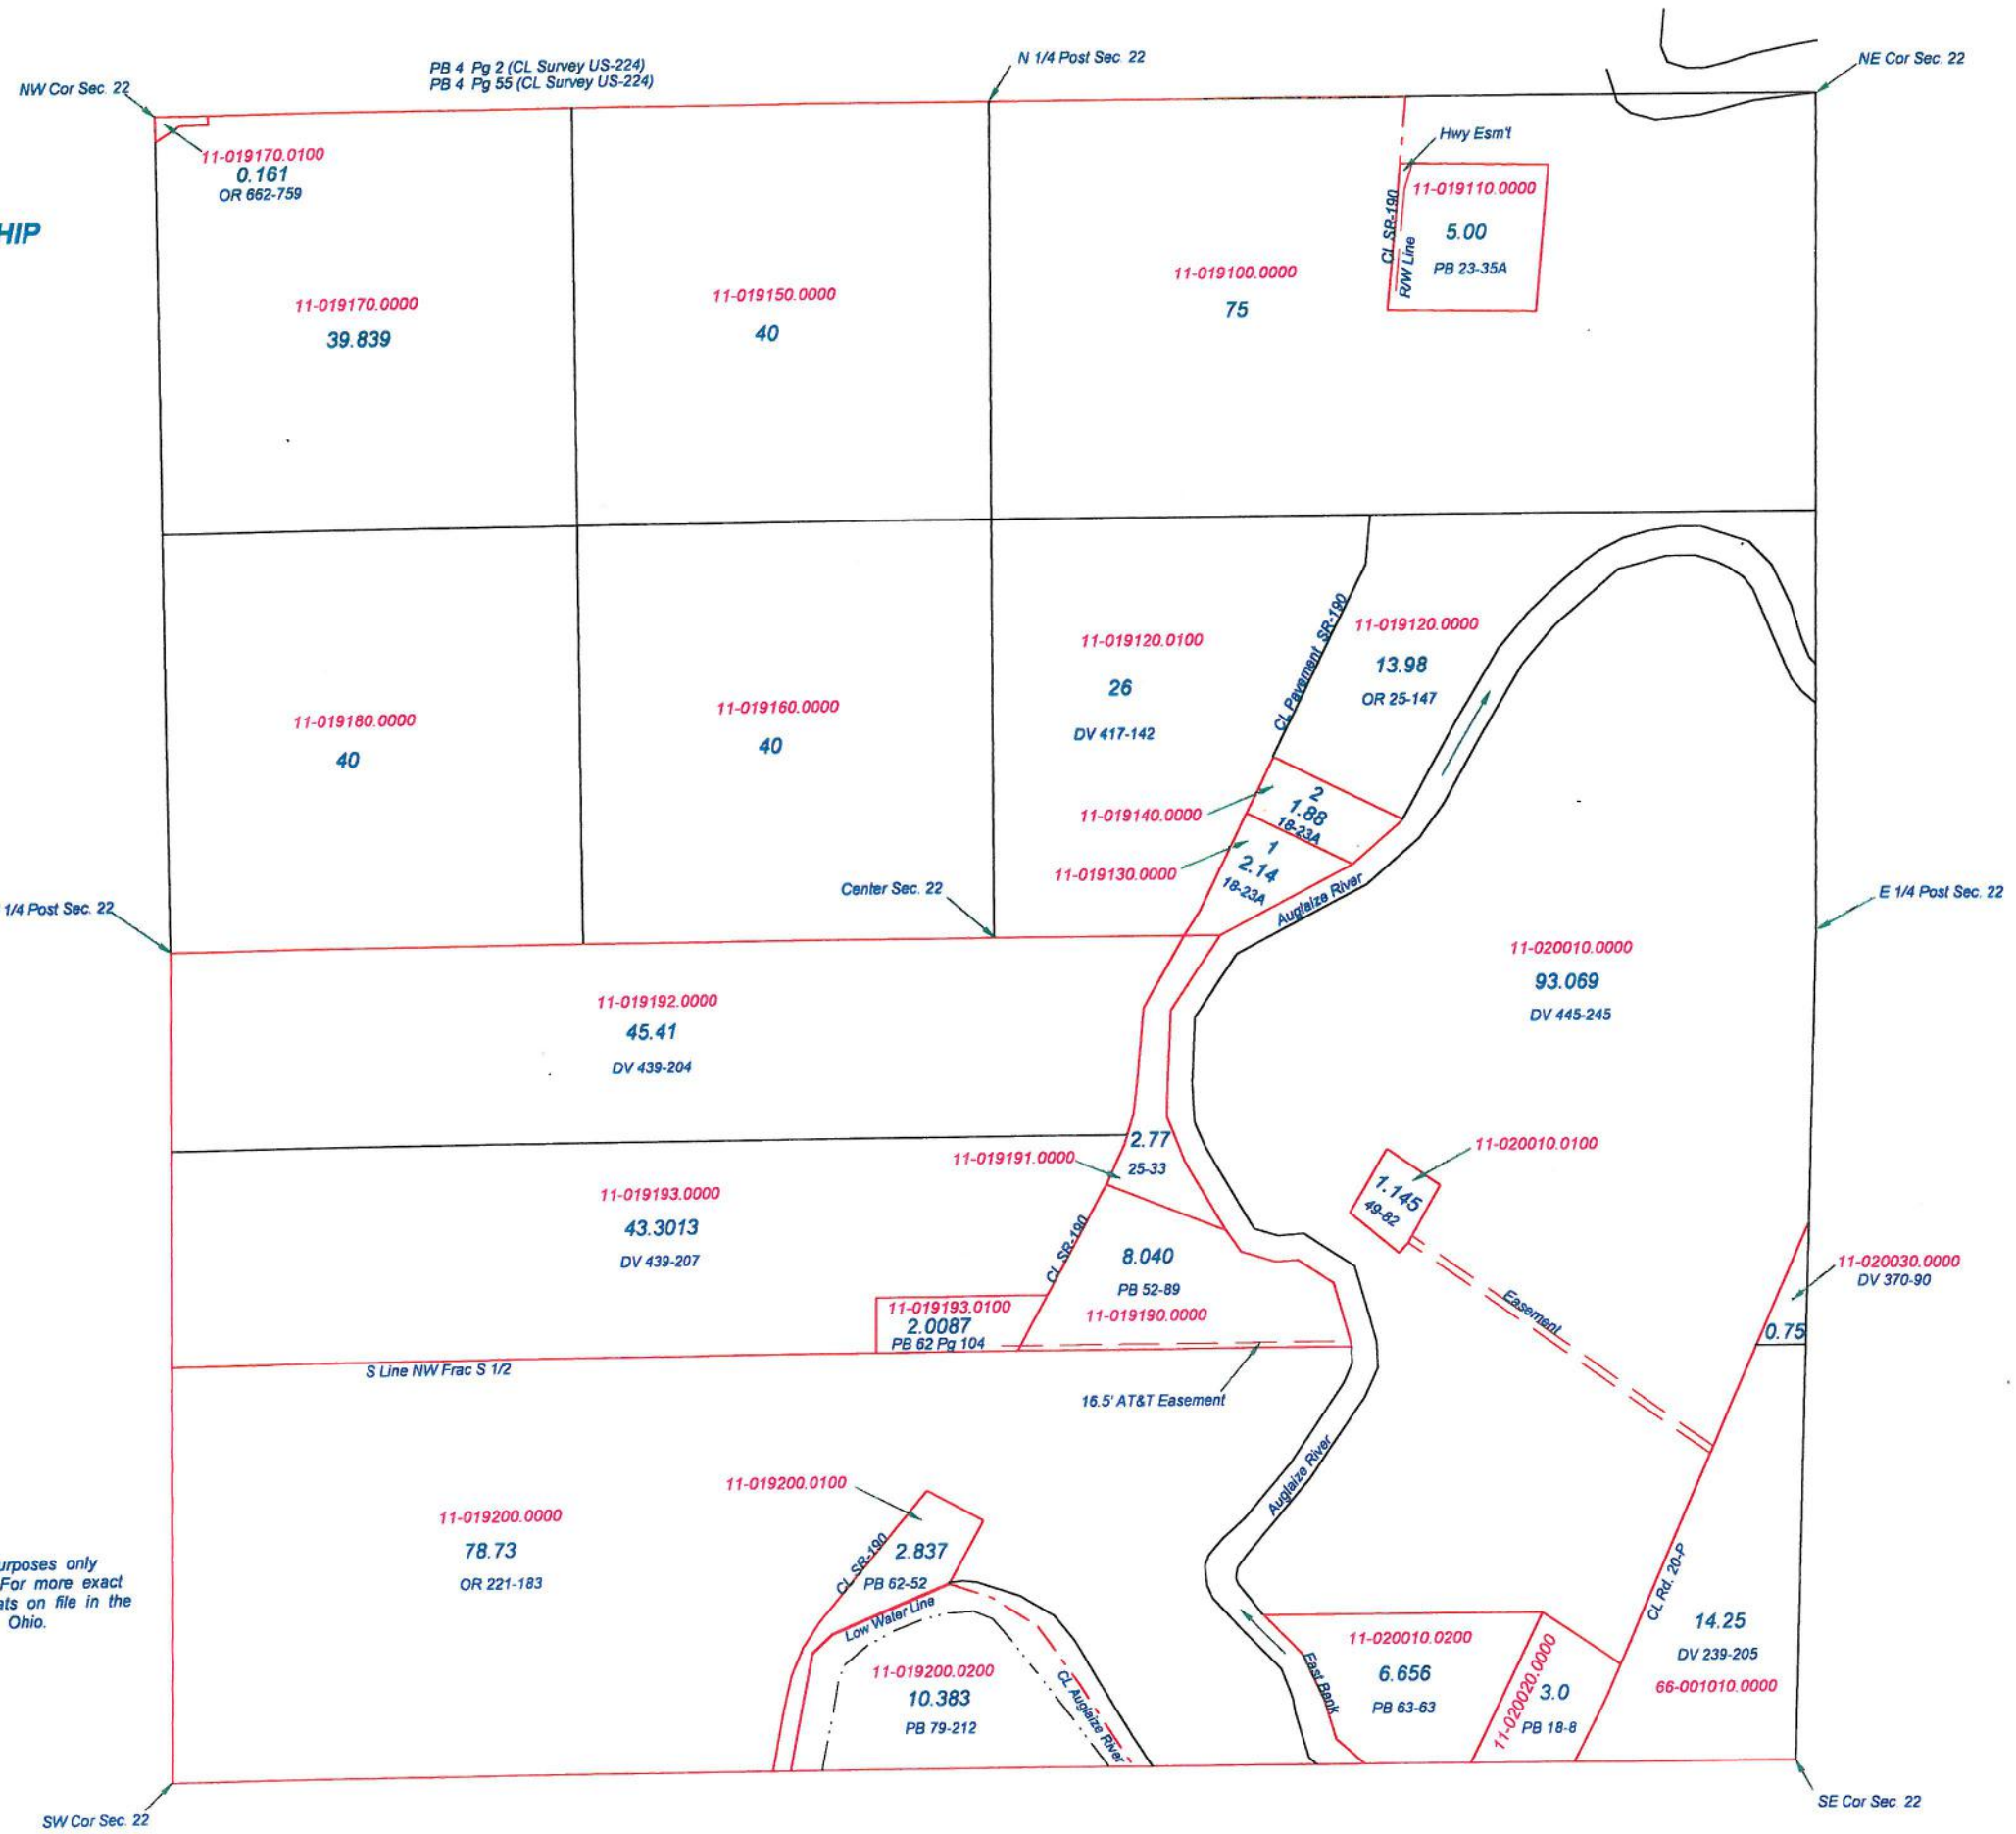 PB 4 Pg 2 (CL Survey US-224)
PB 4 Pg 55 (CL Survey US-224)
N 1/4 Post Sec. 22
NE Cor Sec. 22
NW Cor Sec. 22
11-019170.0100
0.161
OR 662-759
HIP
Hwy Esm't
11-019110.0000
5.00
PB 23-35A
CL SR-190
R/W Line
11-019170.0000
39.839
11-019150.0000
40
11-019100.0000
75
11-019180.0000
40
11-019160.0000
40
11-019120.0100
26
DV 417-142
CL Pavement SR-190
11-019120.0000
13.98
OR 25-147
11-019140.0000
2
1.88
18-23A
11-019130.0000
1
2.14
18-23A
Auglaize River
1/4 Post Sec. 22
Center Sec. 22
E 1/4 Post Sec. 22
11-019192.0000
45.41
DV 439-204
11-020010.0000
93.069
DV 445-245
11-019193.0000
43.3013
DV 439-207
11-019191.0000
2.77
25-33
11-020010.0100
1.145
49-82
CL SR-190
8.040
PB 52-89
11-019190.0000
11-019193.0100
2.0087
PB 62 Pg 104
Easement
11-020030.0000
DV 370-90
0.75
S Line NW Frac S 1/2
16.5' AT&T Easement
Auglaize River
11-019200.0000
78.73
OR 221-183
11-019200.0100
2.837
PB 62-52
CL SR-190
Low Water Line
11-019200.0200
10.383
PB 79-212
CL Auglaize River
East Bank
11-020010.0200
6.656
PB 63-63
11-020020.0000
3.0
PB 18-8
CL Rd. 20-P
14.25
DV 239-205
66-001010.0000
urposes only
For more exact
ats on file in the
Ohio.
SW Cor Sec. 22
SE Cor Sec. 22